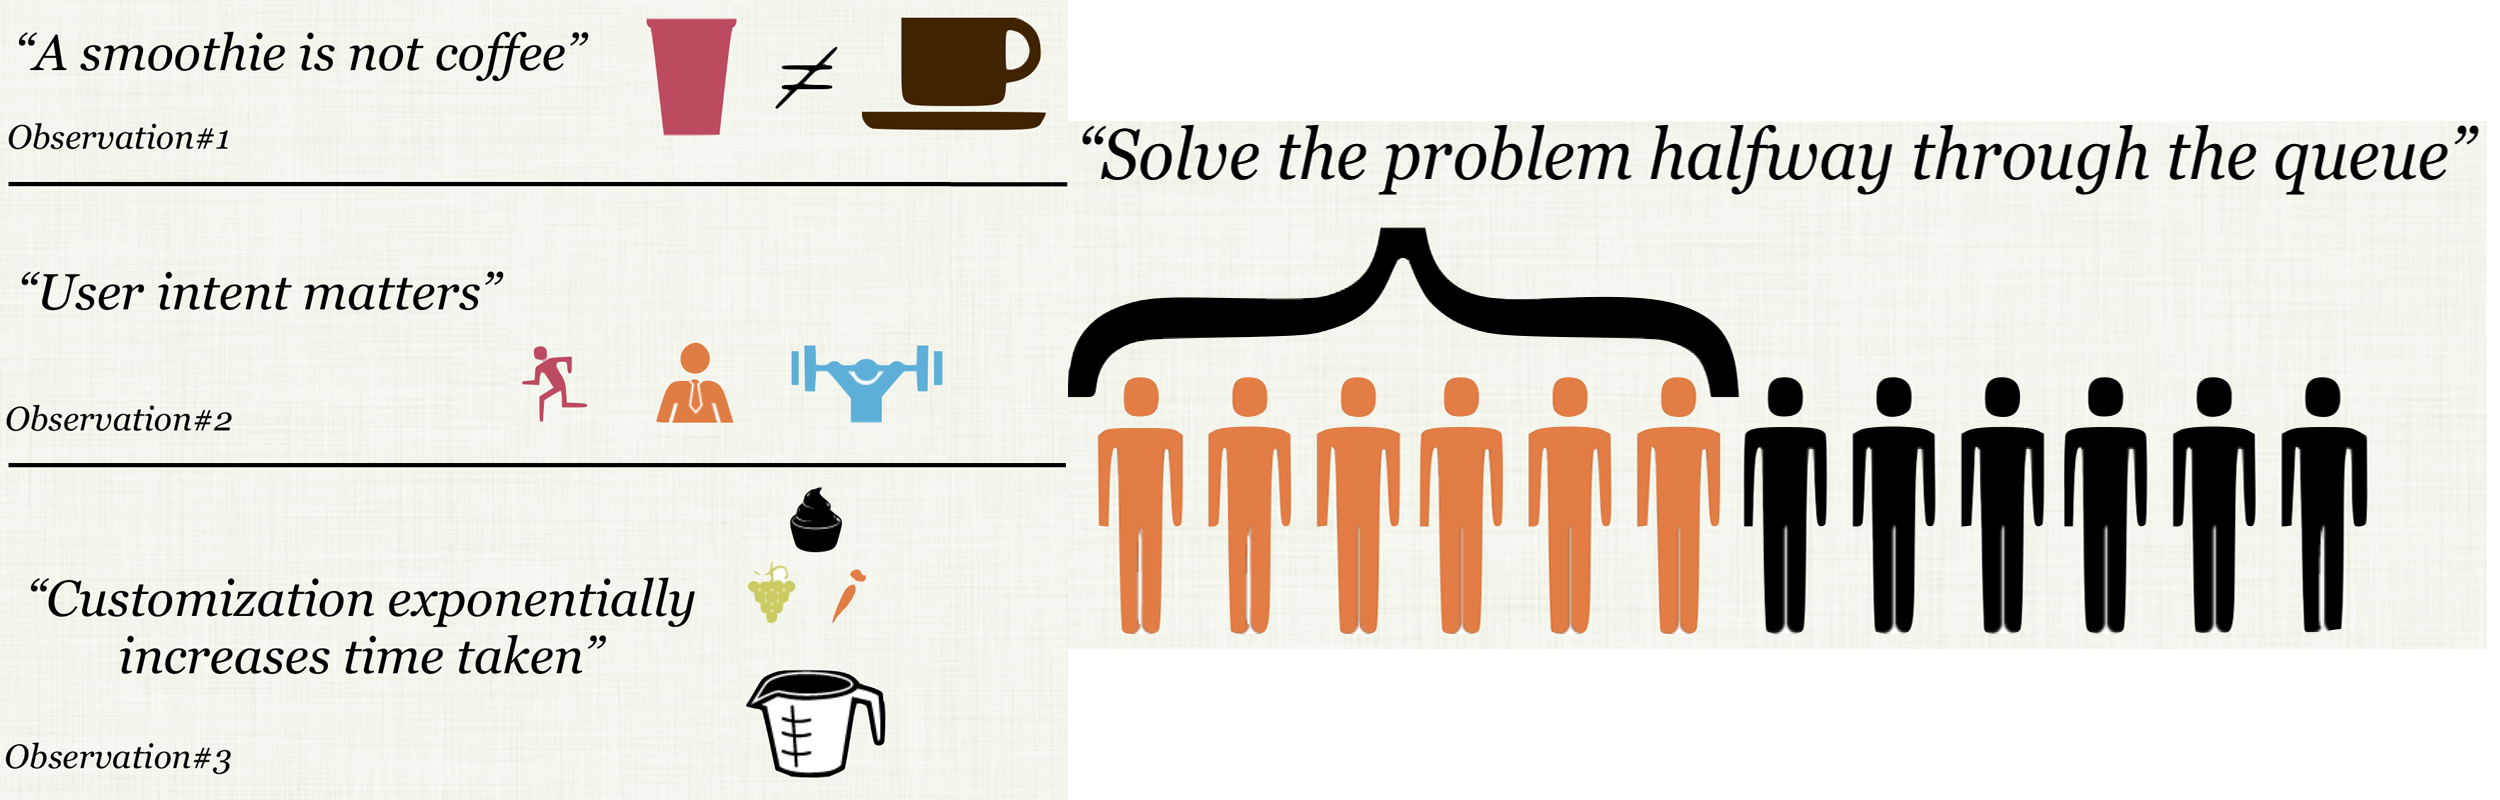 “A smoothie is not coffee”
Observation#1
“User intent matters”
Observation#2
“Customization exponentially
increases time taken”
Observation#3
“Solve the problem halfway through the queue”